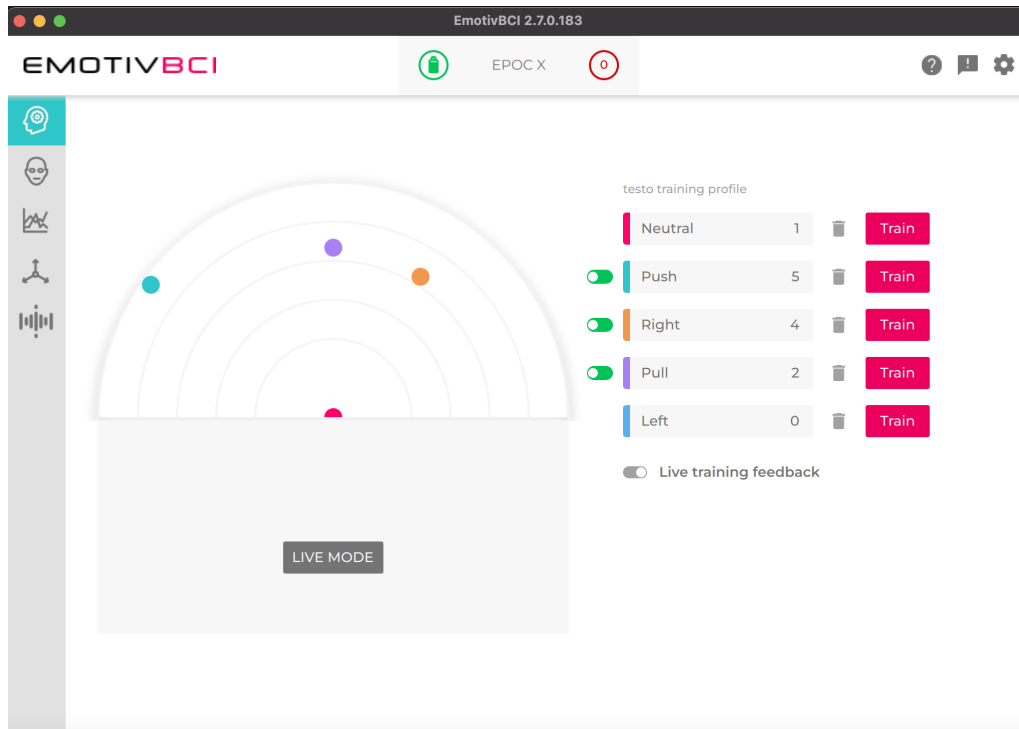 EmotivBCI 2.7.0.183
EMOTIVBCI
EPOC X
0
?
!
testo training profile
Neutral 1 Train
Push 5 Train
Right 4 Train
Pull 2 Train
Left 0 Train
Live training feedback
LIVE MODE